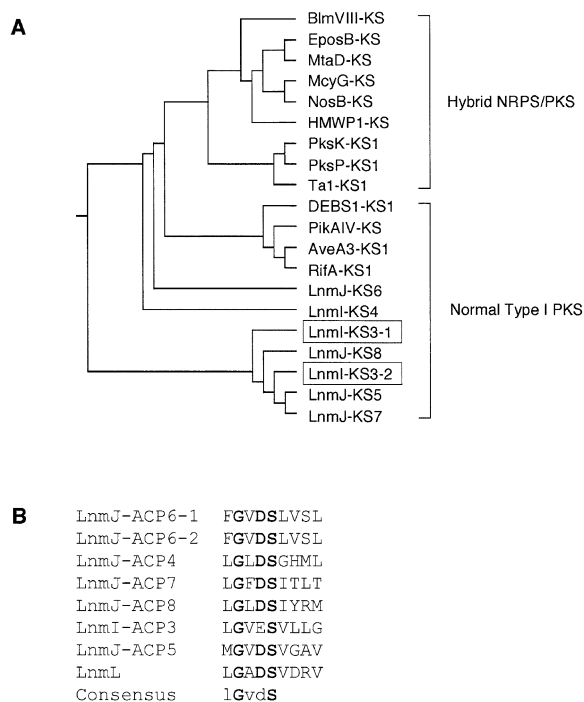 A
BlmVIII-KS
EposB-KS
MtaD-KS
McyG-KS
NosB-KS
HMWP1-KS
PksK-KS1
PksP-KS1
Ta1-KS1
Hybrid NRPS/PKS
DEBS1-KS1
PikAIV-KS
AveA3-KS1
RifA-KS1
LnmJ-KS6
LnmI-KS4
LnmI-KS3-1
LnmJ-KS8
LnmI-KS3-2
LnmJ-KS5
LnmJ-KS7
Normal Type I PKS
B
LnmJ-ACP6-1 FGVDSLVSL
LnmJ-ACP6-2 FGVDSLVSL
LnmJ-ACP4 LGLDSGHML
LnmJ-ACP7 LGFDSITLT
LnmJ-ACP8 LGLDSIYRM
LnmI-ACP3 LGVESVLLG
LnmJ-ACP5 MGVDSVGAV
LnmL LGADSVDRV
Consensus lGvdS